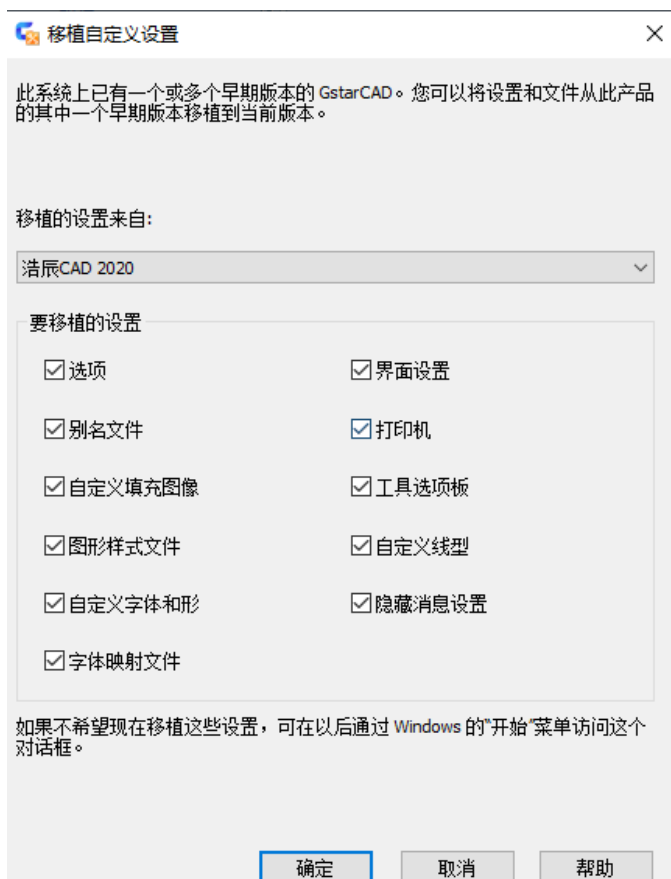 移植自定义设置
此系统上已有一个或多个早期版本的 GstarCAD。您可以将设置和文件从此产品
的其中一个早期版本移植到当前版本。
移植的设置来自:
浩辰CAD 2020
要移植的设置
选项
界面设置
别名文件
打印机
自定义填充图像
工具选项板
图形样式文件
自定义线型
自定义字体和形
隐藏消息设置
字体映射文件
如果不希望现在移植这些设置，可在以后通过 Windows 的“开始”菜单访问这个
对话框。
确定
取消
帮助